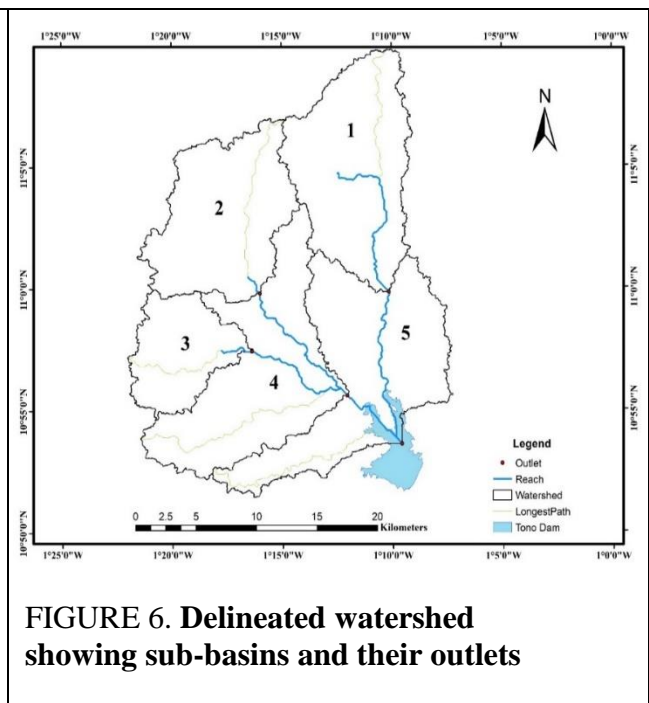 1°25'0"W 1°20'0"W 1°15'0"W 1°10'0"W 1°5'0"W 1°0'0"W
N
1
11°5'0"N 11°5'0"N
2
11°0'0"N 11°0'0"N
5
3
4
10°55'0"N 10°55'0"N
Legend
Outlet
Reach
Watershed
LongestPath
Tono Dam
0 2.5 5 10 15 20
Kilometers
10°50'0"N 10°50'0"N
1°25'0"W 1°20'0"W 1°15'0"W 1°10'0"W 1°5'0"W 1°0'0"W
FIGURE 6. Delineated watershed
showing sub-basins and their outlets